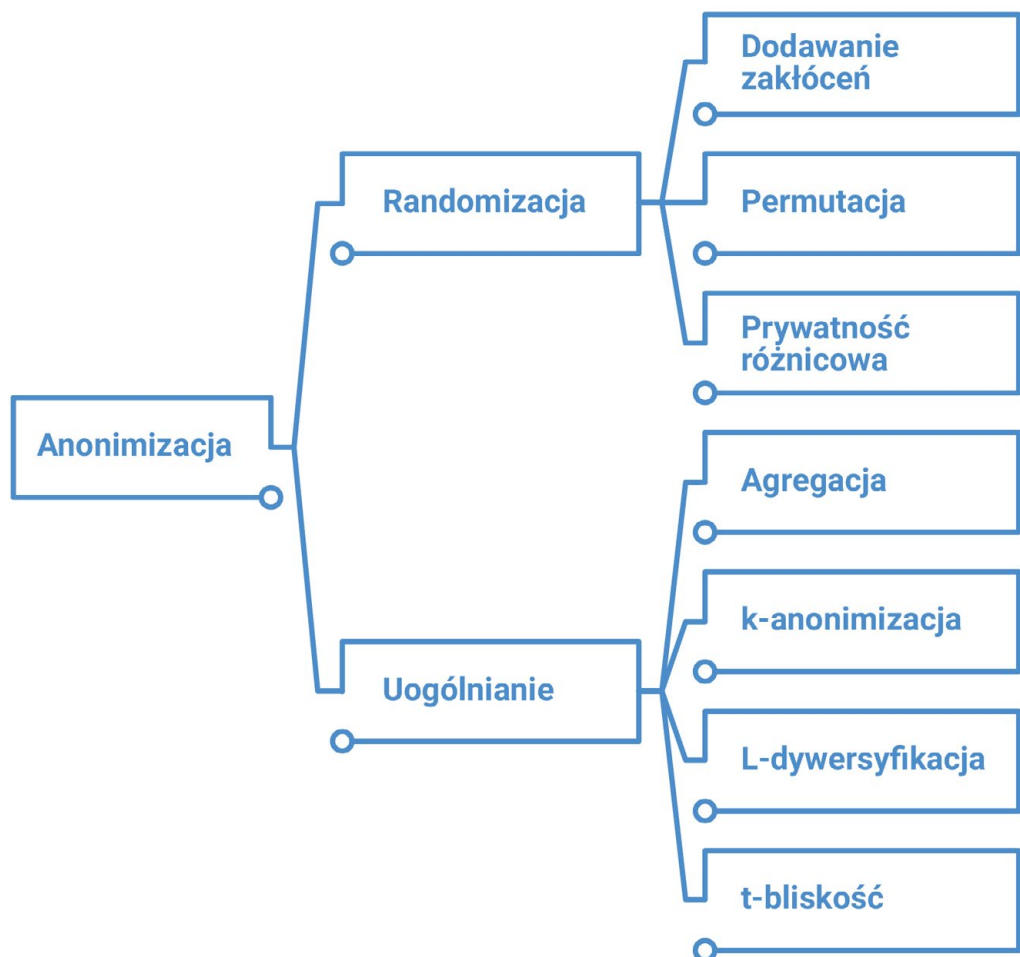 Anonimizacja
Randomizacja
Dodawanie
zakłóceń
Permutacja
Prywatność
różnicowa
Uogólnianie
Agregacja
k-anonimizacja
L-dywersyfikacja
t-bliskość